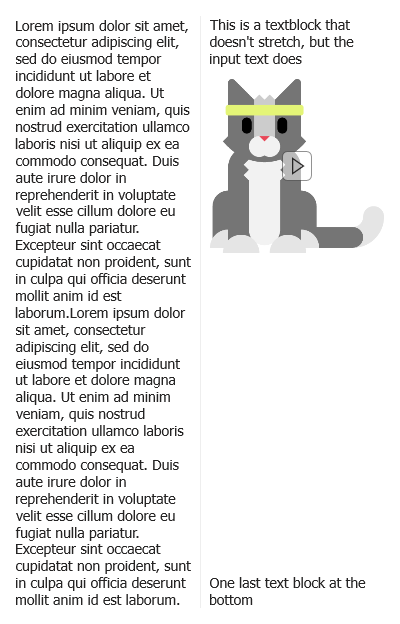 Lorem ipsum dolor sit amet,
consectetur adipiscing elit,
sed do eiusmod tempor
incididunt ut labore et
dolore magna aliqua. Ut
enim ad minim veniam, quis
nostrud exercitation ullamco
laboris nisi ut aliquip ex ea
commodo consequat. Duis
aute irure dolor in
reprehenderit in voluptate
velit esse cillum dolore eu
fugiat nulla pariatur.
Excepteur sint occaecat
cupidatat non proident, sunt
in culpa qui officia deserunt
mollit anim id est
laborum.Lorem ipsum dolor
sit amet, consectetur
adipiscing elit, sed do
eiusmod tempor incididunt
ut labore et dolore magna
aliqua. Ut enim ad minim
veniam, quis nostrud
exercitation ullamco laboris
nisi ut aliquip ex ea
commodo consequat. Duis
aute irure dolor in
reprehenderit in voluptate
velit esse cillum dolore eu
fugiat nulla pariatur.
Excepteur sint occaecat
cupidatat non proident, sunt
in culpa qui officia deserunt
mollit anim id est laborum.
This is a textblock that
doesn't stretch, but the
input text does
One last text block at the
bottom